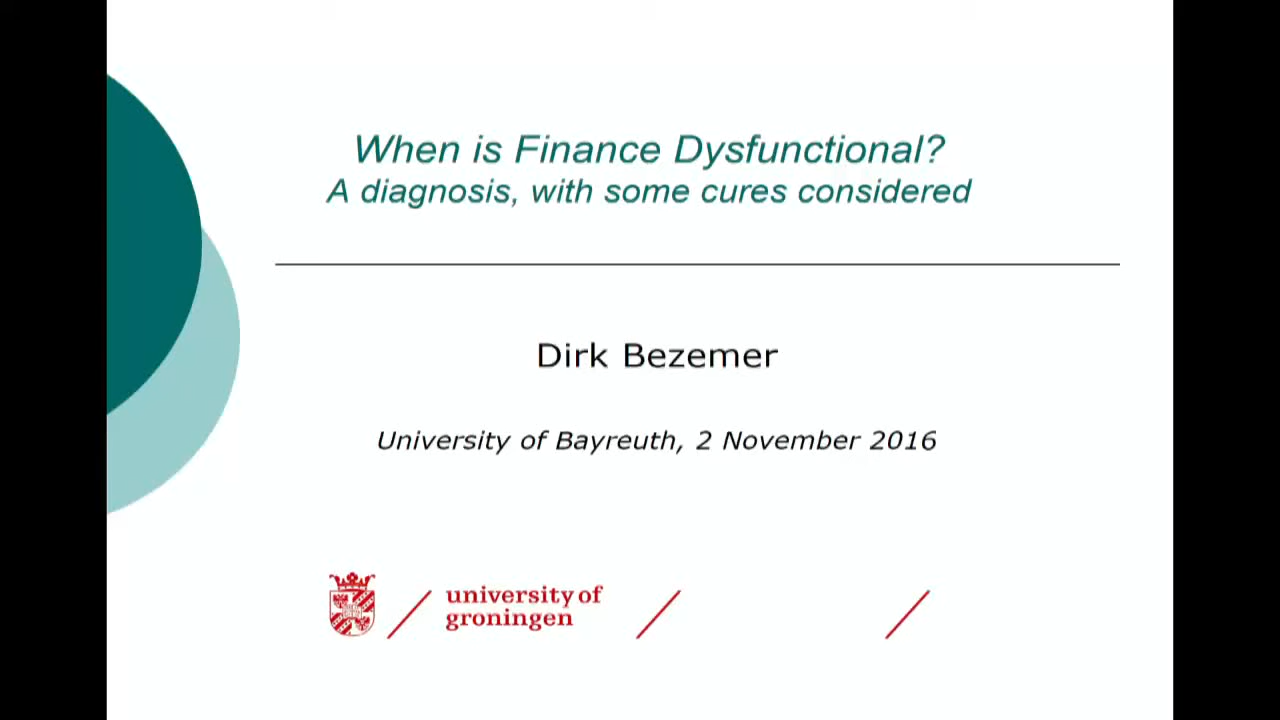 When is Finance Dysfunctional?
A diagnosis, with some cures considered
Dirk Bezemer
University of Bayreuth, 2 November 2016
university of
groningen